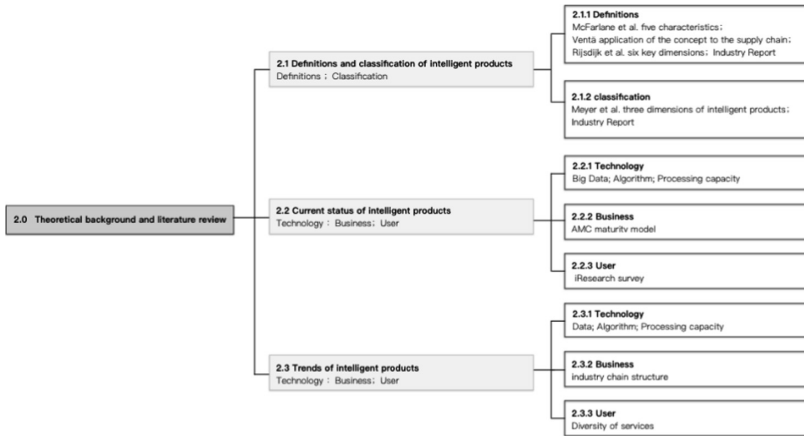 2.0 Theoretical background and literature review
2.1 Definitions and classification of intelligent products
Definitions ; Classification
2.1.1 Definitions
McFarlane et al. five characteristics;
Ventä application of the concept to the supply chain;
Rijsdijk et al. six key dimensions; Industry Report
2.1.2 classification
Meyer et al. three dimensions of intelligent products;
Industry Report
2.2 Current status of intelligent products
Technology : Business; User
2.2.1 Technology
Big Data; Algorithm; Processing capacity
2.2.2 Business
AMC maturity model
2.2.3 User
iResearch survey
2.3 Trends of intelligent products
Technology : Business; User
2.3.1 Technology
Data; Algorithm; Processing capacity
2.3.2 Business
industry chain structure
2.3.3 User
Diversity of services